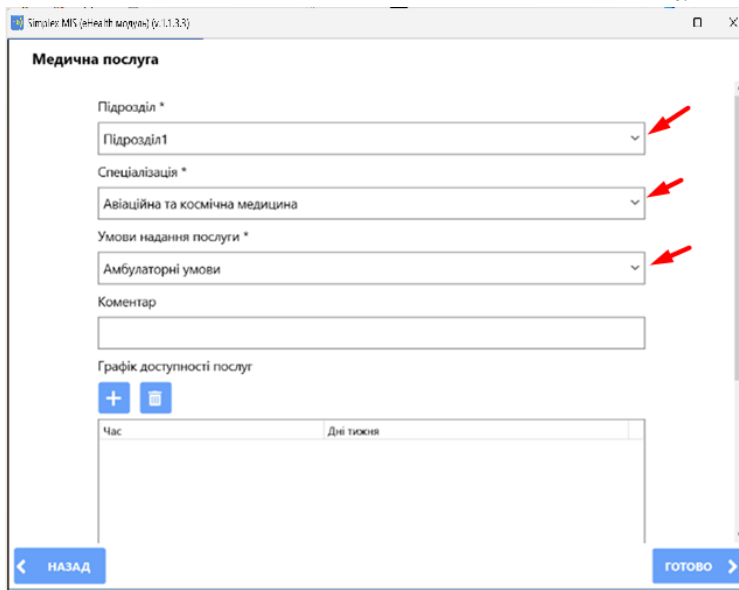 Simplex MIS (eHealth модуль) (v.1.1.3.3)
Медична послуга
Підрозділ *
Підрозділ1
Спеціалізація *
Авіаційна та космічна медицина
Умови надання послуги *
Амбулаторні умови
Коментар
Графік доступності послуг
Час Дні тижня
НАЗАД ГОТОВО